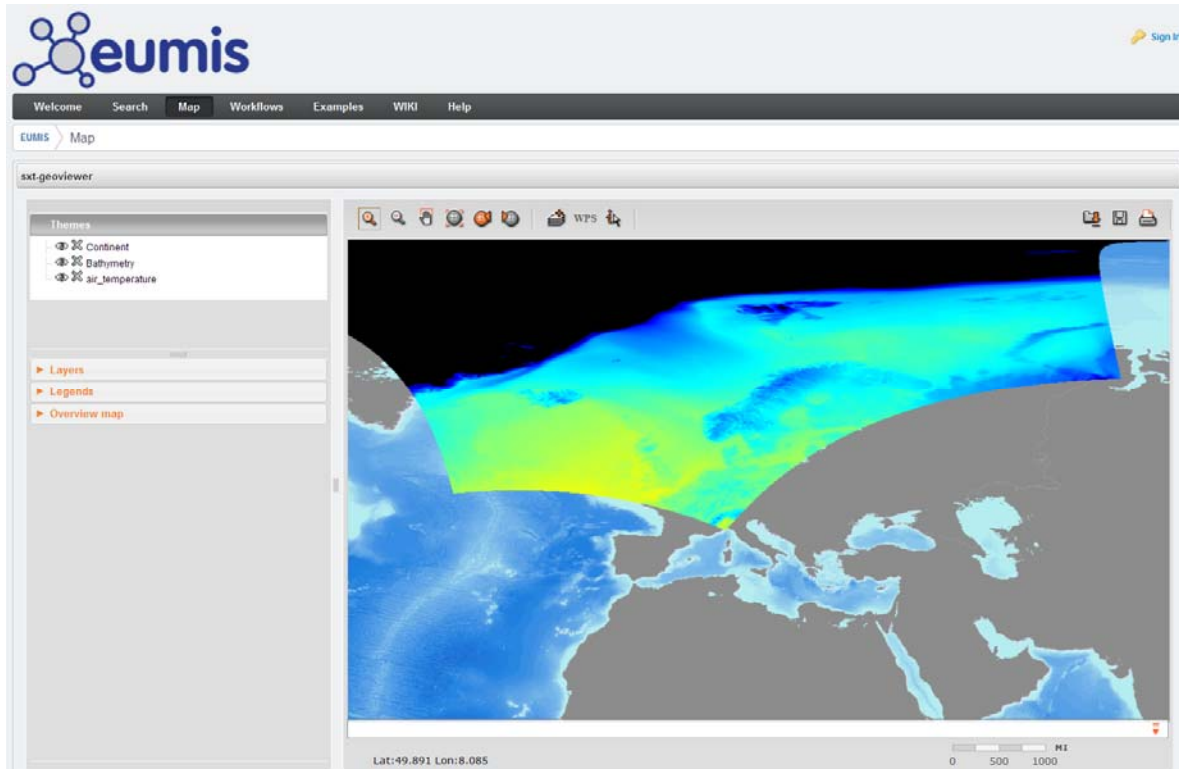 eumis
Sign In
Welcome Search Map Workflows Examples WIKI Help
EUMIS Map
sxt-geoviewer
Themes
Continent
Bathymetry
air_temperature
Layers
Legends
Overview map
WPS
Lat:49.891 Lon:8.085
MI
0 500 1000